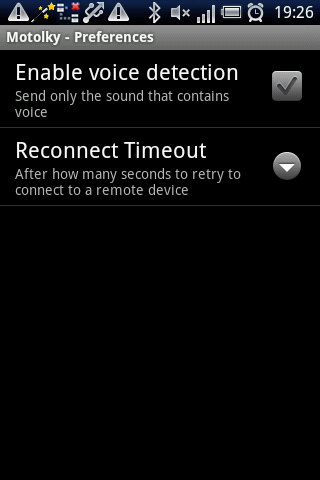 19:26
Motolky - Preferences
Enable voice detection
Send only the sound that contains
voice
Reconnect Timeout
After how many seconds to retry to
connect to a remote device